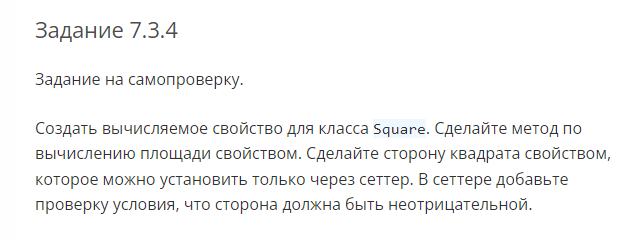 Задание 7.3.4
Задание на самопроверку.
Создать вычисляемое свойство для класса Square. Сделайте метод по
вычислению площади свойством. Сделайте сторону квадрата свойством,
которое можно установить только через сеттер. В сеттере добавьте
проверку условия, что сторона должна быть неотрицательной.